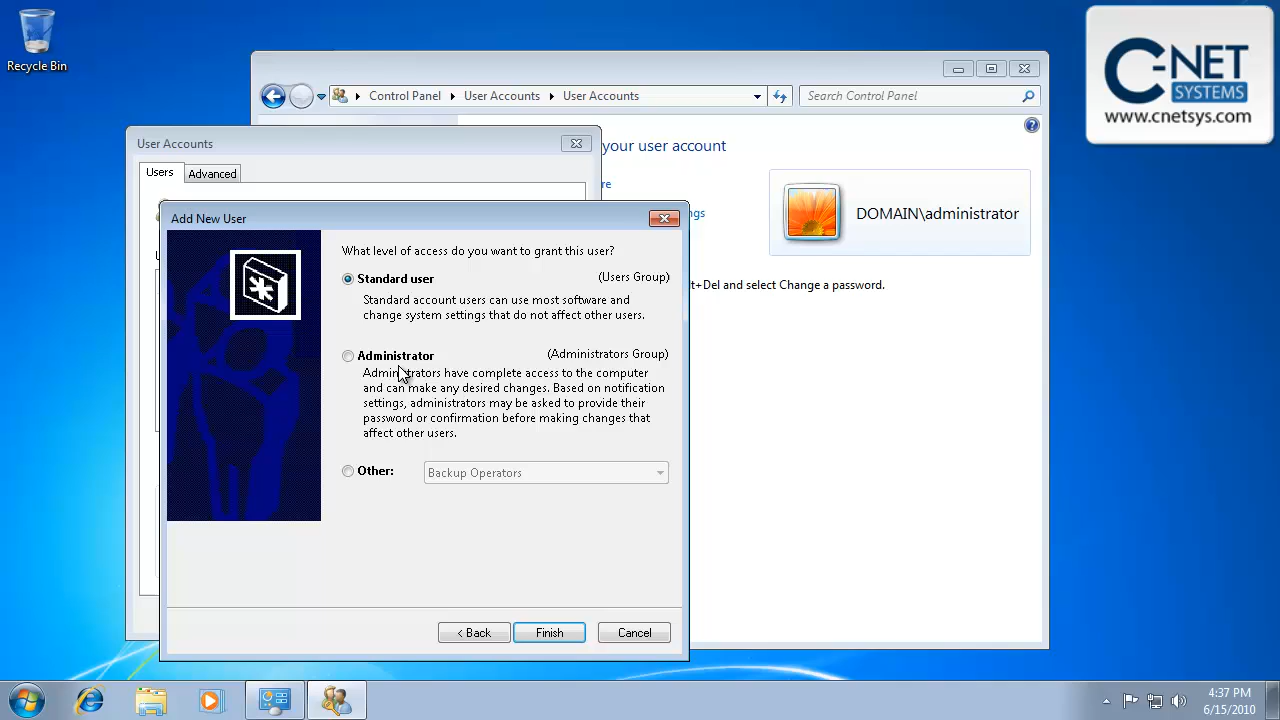 Recycle Bin
C-NET
SYSTEMS
www.cnetsys.com
Control Panel
User Accounts
User Accounts
Search Control Panel
your user account
re
ngs
DOMAIN\administrator
t+Del and select Change a password.
User Accounts
Users
Advanced
U
Add New User
What level of access do you want to grant this user?
Standard user
(Users Group)
Standard account users can use most software and
change system settings that do not affect other users.
Administrator
(Administrators Group)
Administrators have complete access to the computer
and can make any desired changes. Based on notification
settings, administrators may be asked to provide their
password or confirmation before making changes that
affect other users.
Other:
Backup Operators
< Back
Finish
Cancel
4:37 PM
6/15/2010